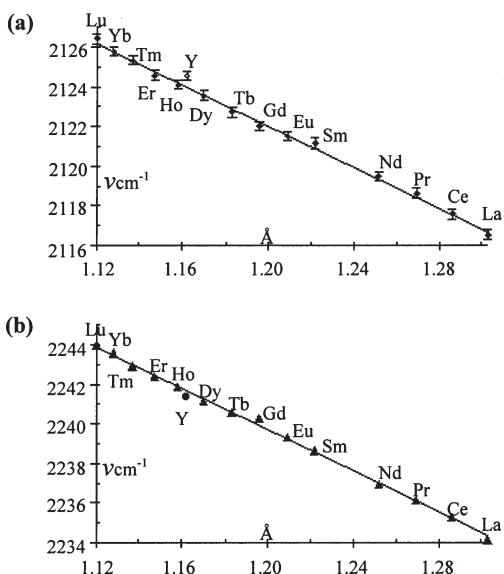 (a)
Lu
2126
Yb
Tm
Y
2124
Er
Ho
Dy
Tb
2122
Gd
Eu
Sm
2120
Nd
Pr
2118
νcm⁻¹
Ce
La
2116
Å
1.12 1.16 1.20 1.24 1.28
(b)
Lu
2244
Yb
Tm
Er
Ho
2242
Dy
Y
Tb
Gd
2240
Eu
Sm
2238
νcm⁻¹
Nd
2236
Pr
Ce
La
2234
Å
1.12 1.16 1.20 1.24 1.28